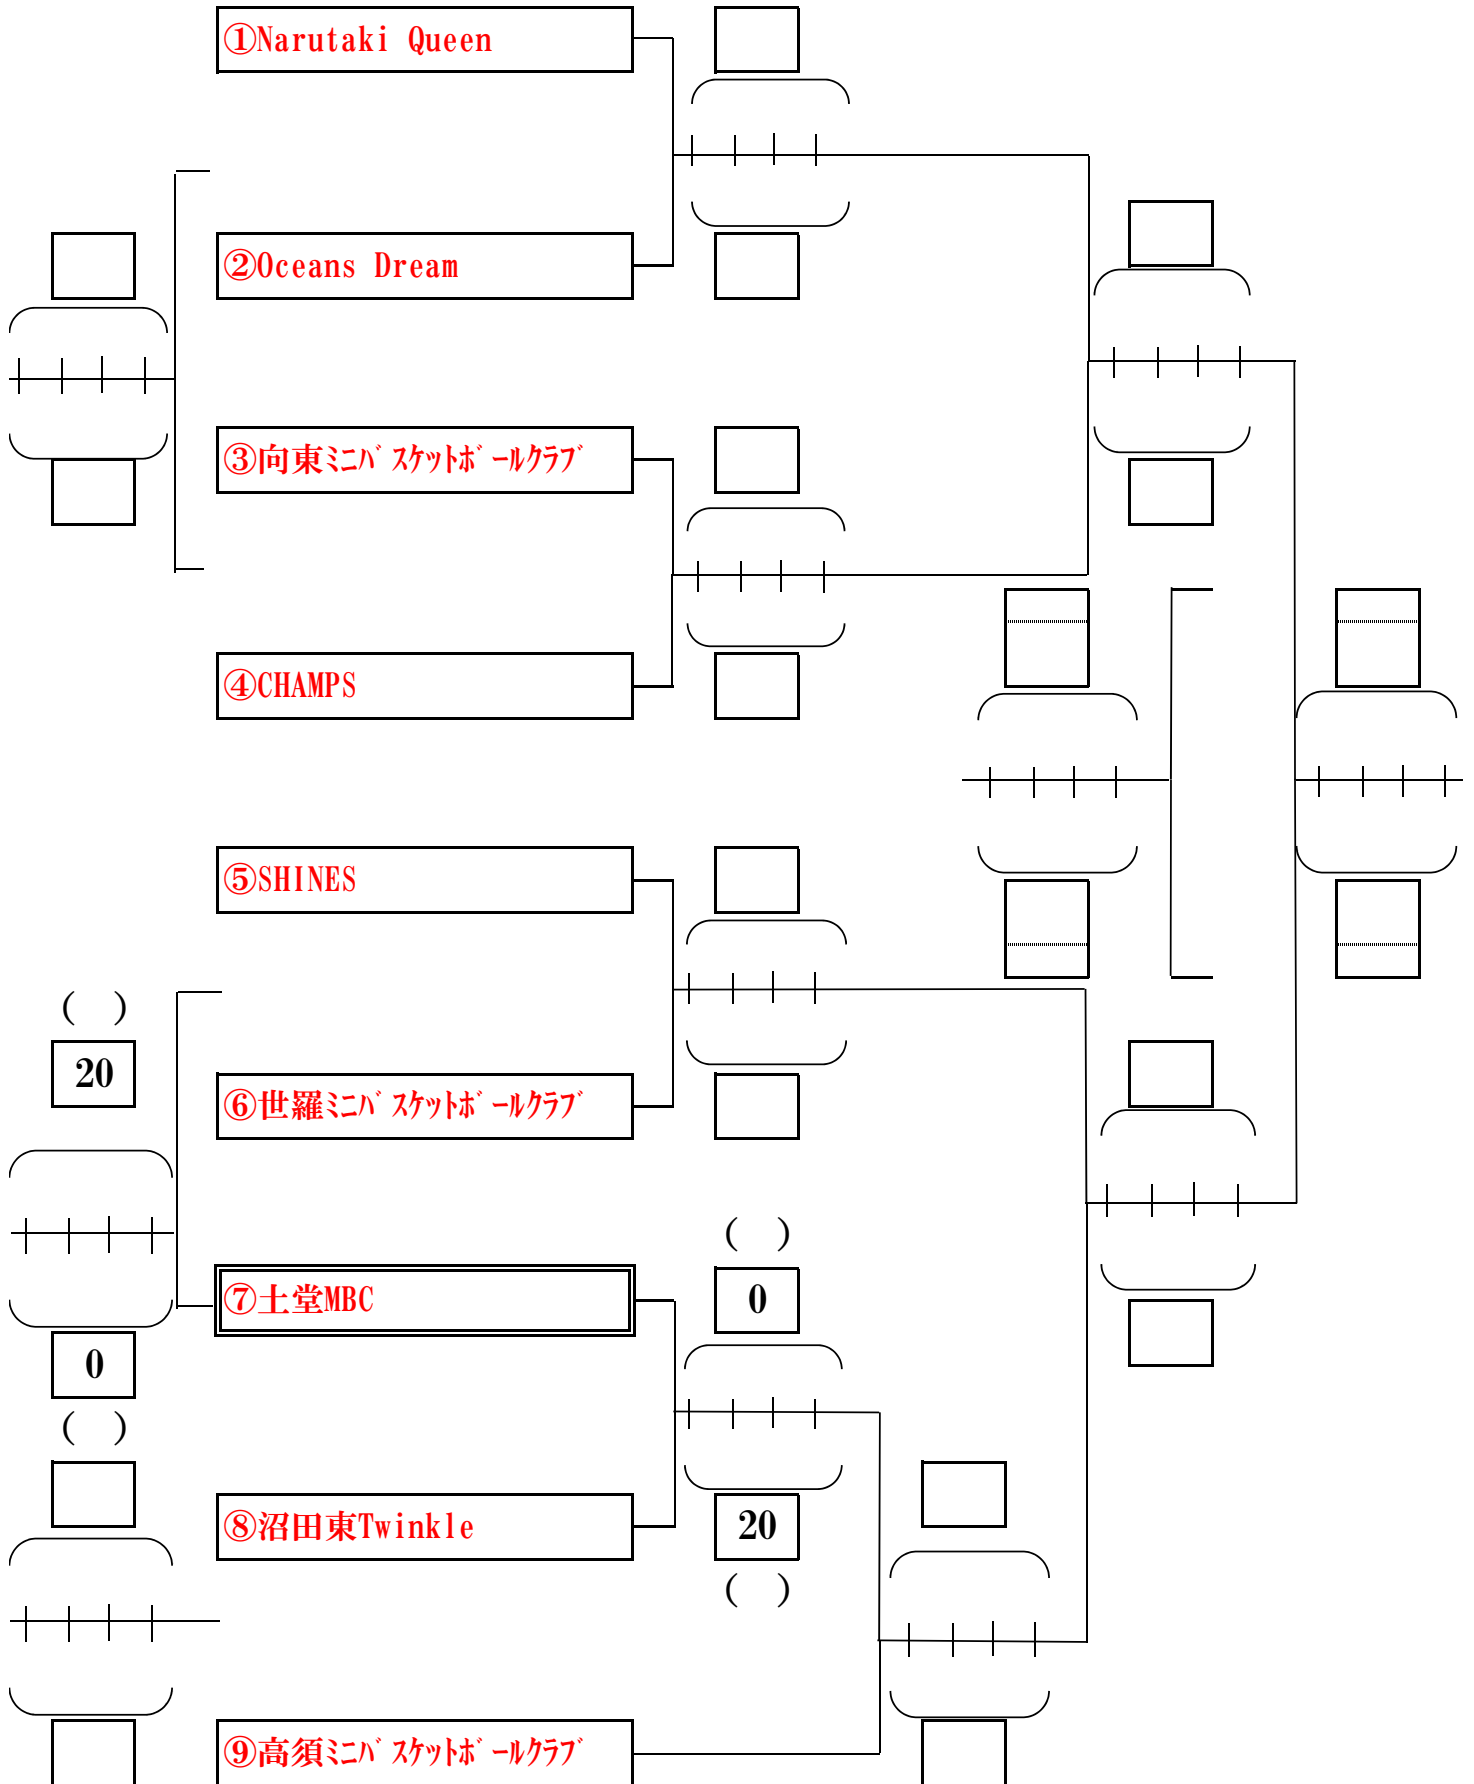 ①Narutaki Queen
②Oceans Dream
③向東ﾐﾆﾊﾞｽｹｯﾄﾎﾞｰﾙｸﾗﾌﾞ
④CHAMPS
⑤SHINES
( )
20
⑥世羅ﾐﾆﾊﾞｽｹｯﾄﾎﾞｰﾙｸﾗﾌﾞ
( )
⑦土堂MBC
0
0
( )
⑧沼田東Twinkle
20
( )
⑨高須ﾐﾆﾊﾞｽｹｯﾄﾎﾞｰﾙｸﾗﾌﾞ